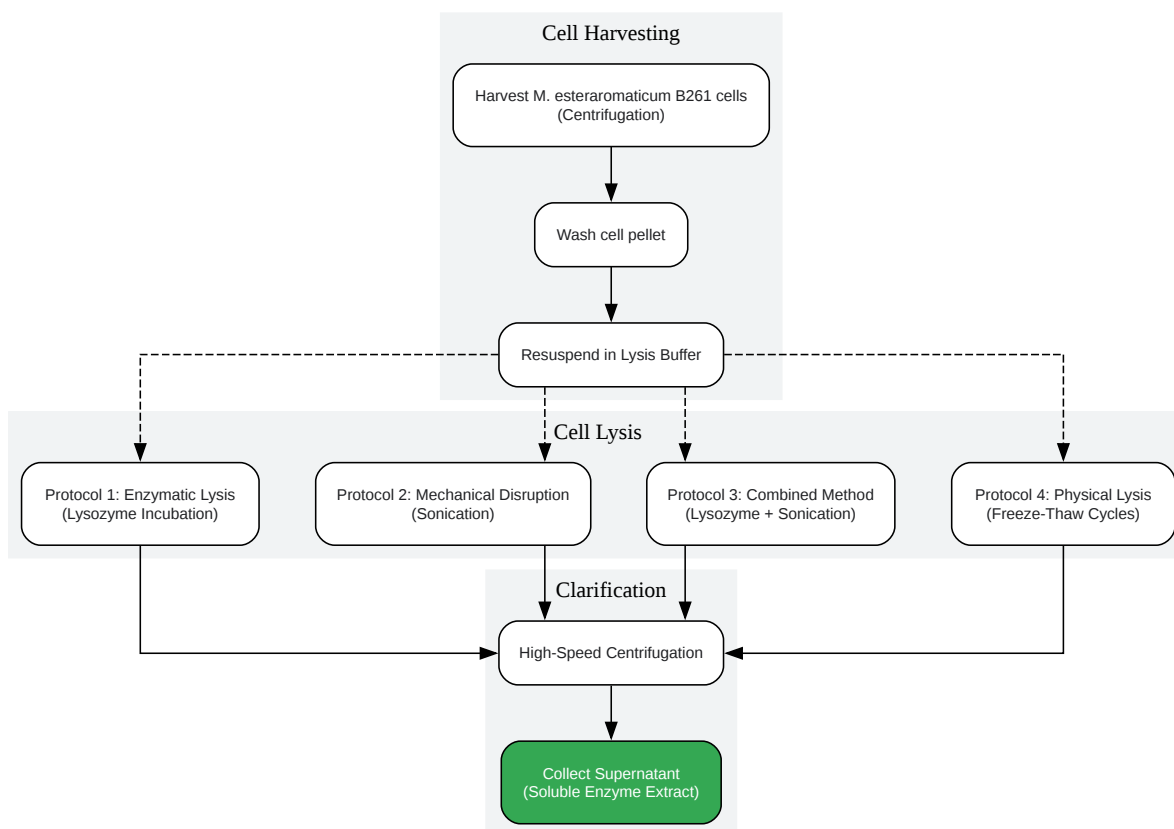 Cell Harvesting
Harvest M. esteraromaticum B261 cells
(Centrifugation)
Wash cell pellet
Resuspend in Lysis Buffer
Cell Lysis
Protocol 1: Enzymatic Lysis
(Lysozyme Incubation)
Protocol 2: Mechanical Disruption
(Sonication)
Protocol 3: Combined Method
(Lysozyme + Sonication)
Protocol 4: Physical Lysis
(Freeze-Thaw Cycles)
Clarification
High-Speed Centrifugation
Collect Supernatant
(Soluble Enzyme Extract)